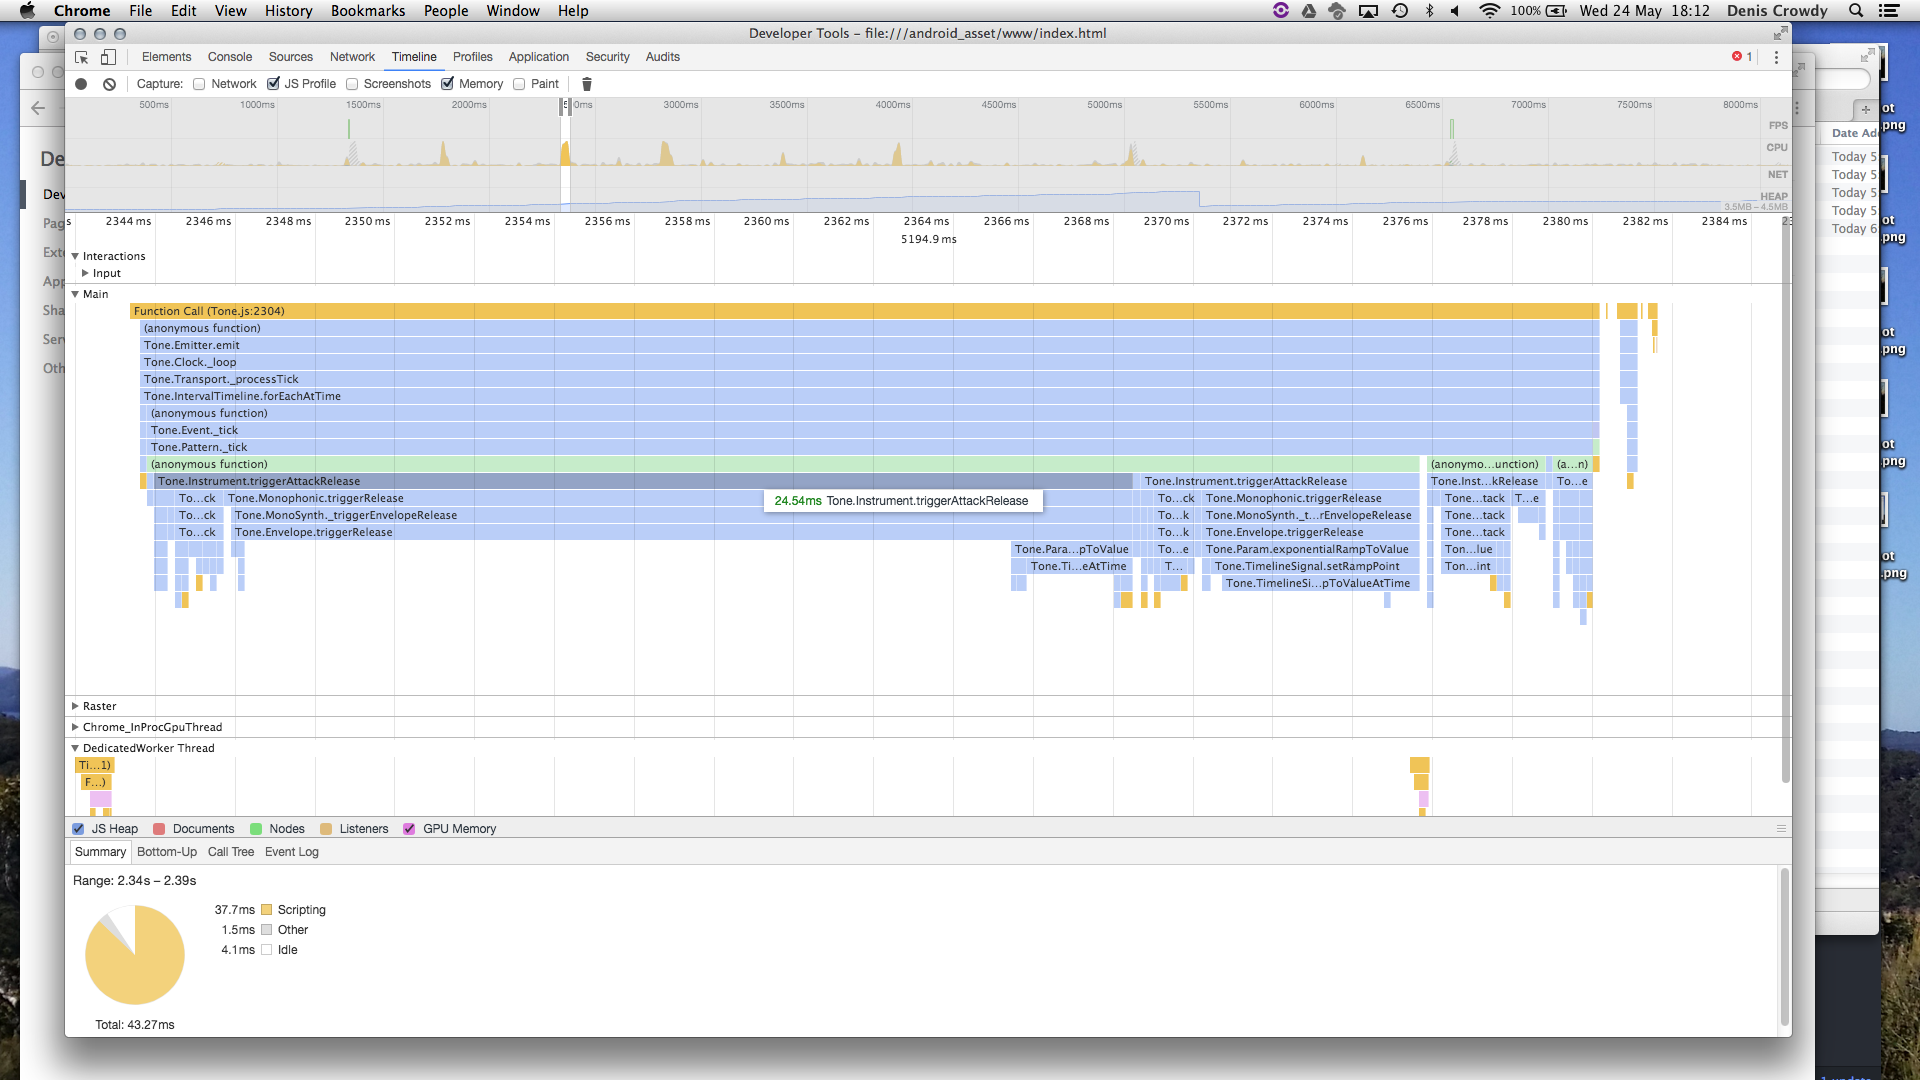 Chrome File Edit View History Bookmarks People Window Help 100% Wed 24 May 18:12 Denis Crowdy
Developer Tools - file:///android_asset/www/index.html
Elements Console Sources Network Timeline Profiles Application Security Audits 1
Capture: Network JS Profile Screenshots Memory Paint
500ms 1000ms 1500ms 2000ms 3000ms 3500ms 4000ms 4500ms 5000ms 5500ms 6000ms 6500ms 7000ms 7500ms 8000ms
FPS
CPU
NET
HEAP
3.5MB – 4.5MB
2344 ms 2346 ms 2348 ms 2350 ms 2352 ms 2354 ms 2356 ms 2358 ms 2360 ms 2362 ms 2364 ms 2366 ms 2368 ms 2370 ms 2372 ms 2374 ms 2376 ms 2378 ms 2380 ms 2382 ms 2384 ms
5194.9 ms
Interactions
Input
Main
Function Call (Tone.js:2304)
(anonymous function)
Tone.Emitter.emit
Tone.Clock._loop
Tone.Transport._processTick
Tone.IntervalTimeline.forEachAtTime
(anonymous function)
Tone.Event._tick
Tone.Pattern._tick
(anonymous function) (anonymo...unction) (a...n)
Tone.Instrument.triggerAttackRelease Tone.Instrument.triggerAttackRelease Tone.Inst...kRelease To...e
To...ck Tone.Monophonic.triggerRelease To...ck Tone.Monophonic.triggerRelease Tone...tack T...e
24.54ms Tone.Instrument.triggerAttackRelease
To...ck Tone.MonoSynth._triggerEnvelopeRelease To...k Tone.MonoSynth._t...rEnvelopeRelease Tone...tack
To...ck Tone.Envelope.triggerRelease To...k Tone.Envelope.triggerRelease Tone...tack
Tone.Para...pToValue To...e Tone.Param.exponentialRampToValue Ton...lue
Tone.Ti...eAtTime T... Tone.TimelineSignal.setRampPoint Ton...int
Tone.TimelineSi...pToValueAtTime
Raster
Chrome_InProcGpuThread
DedicatedWorker Thread
Ti...1)
F...)
JS Heap Documents Nodes Listeners GPU Memory
Summary Bottom-Up Call Tree Event Log
Range: 2.34s – 2.39s
37.7ms Scripting
1.5ms Other
4.1ms Idle
Total: 43.27ms
De
Dev
Pag
Exte
App
Sha
Serv
Oth
Date Add
Today 5
Today 5
Today 5
Today 5
Today 6
ot
.png
ot
.png
ot
.png
ot
.png
ot
.png